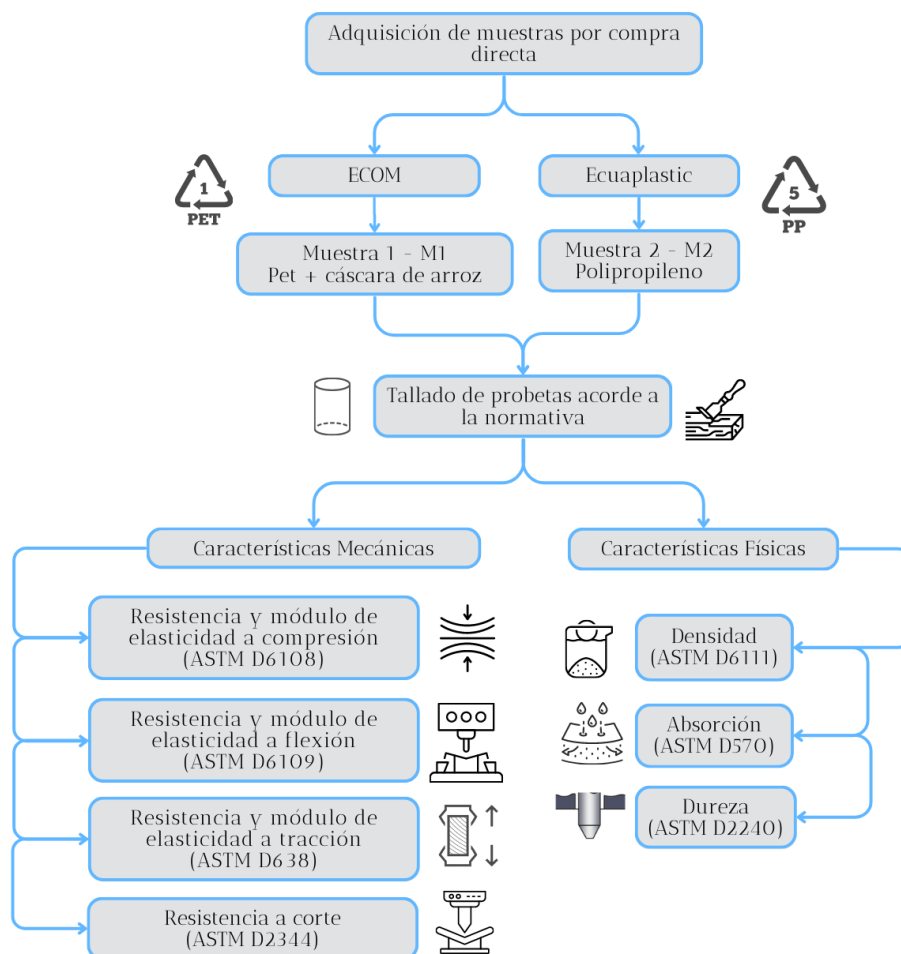 Adquisición de muestras por compra
directa
ECOM
Ecuaplastic
1
PET
5
PP
Muestra 1 - M1
Pet + cáscara de arroz
Muestra 2 - M2
Polipropileno
Tallado de probetas acorde a
la normativa
Características Mecánicas
Características Físicas
Resistencia y módulo de
elasticidad a compresión
(ASTM D6108)
Resistencia y módulo de
elasticidad a flexión
(ASTM D6109)
Resistencia y módulo de
elasticidad a tracción
(ASTM D638)
Resistencia a corte
(ASTM D2344)
Densidad
(ASTM D6111)
Absorción
(ASTM D570)
Dureza
(ASTM D2240)